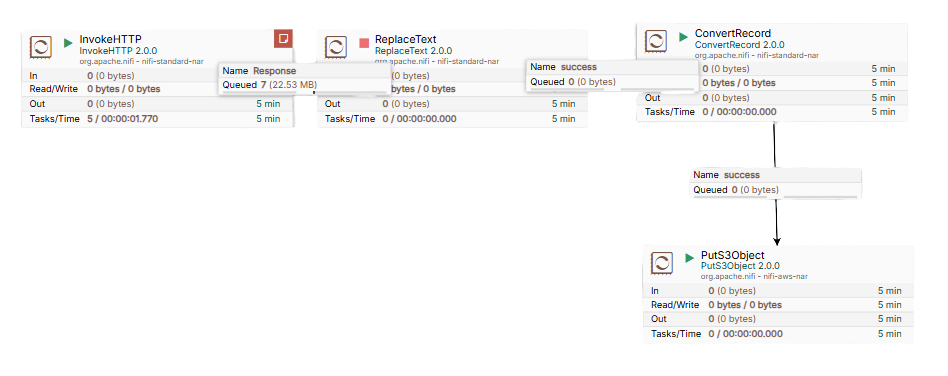 InvokeHTTP
InvokeHTTP 2.0.0
org.apache.nifi - nifi-standard-nar
In 0 (0 bytes)
Read/Write 0 bytes / 0 bytes
Out 0 (0 bytes) 5 min
Tasks/Time 5 / 00:00:01.770 5 min
Name Response
Queued 7 (22.53 MB)
ReplaceText
ReplaceText 2.0.0
org.apache.nifi - nifi-standard-nar
0 (0 bytes)
0 bytes / 0 bytes 5 min
Out 0 (0 bytes) 5 min
Tasks/Time 0 / 00:00:00.000 5 min
Name success
Queued 0 (0 bytes)
ConvertRecord
ConvertRecord 2.0.0
org.apache.nifi - nifi-standard-nar
0 (0 bytes) 5 min
0 bytes / 0 bytes 5 min
Out 0 (0 bytes) 5 min
Tasks/Time 0 / 00:00:00.000 5 min
Name success
Queued 0 (0 bytes)
PutS3Object
PutS3Object 2.0.0
org.apache.nifi - nifi-aws-nar
In 0 (0 bytes) 5 min
Read/Write 0 bytes / 0 bytes 5 min
Out 0 (0 bytes) 5 min
Tasks/Time 0 / 00:00:00.000 5 min